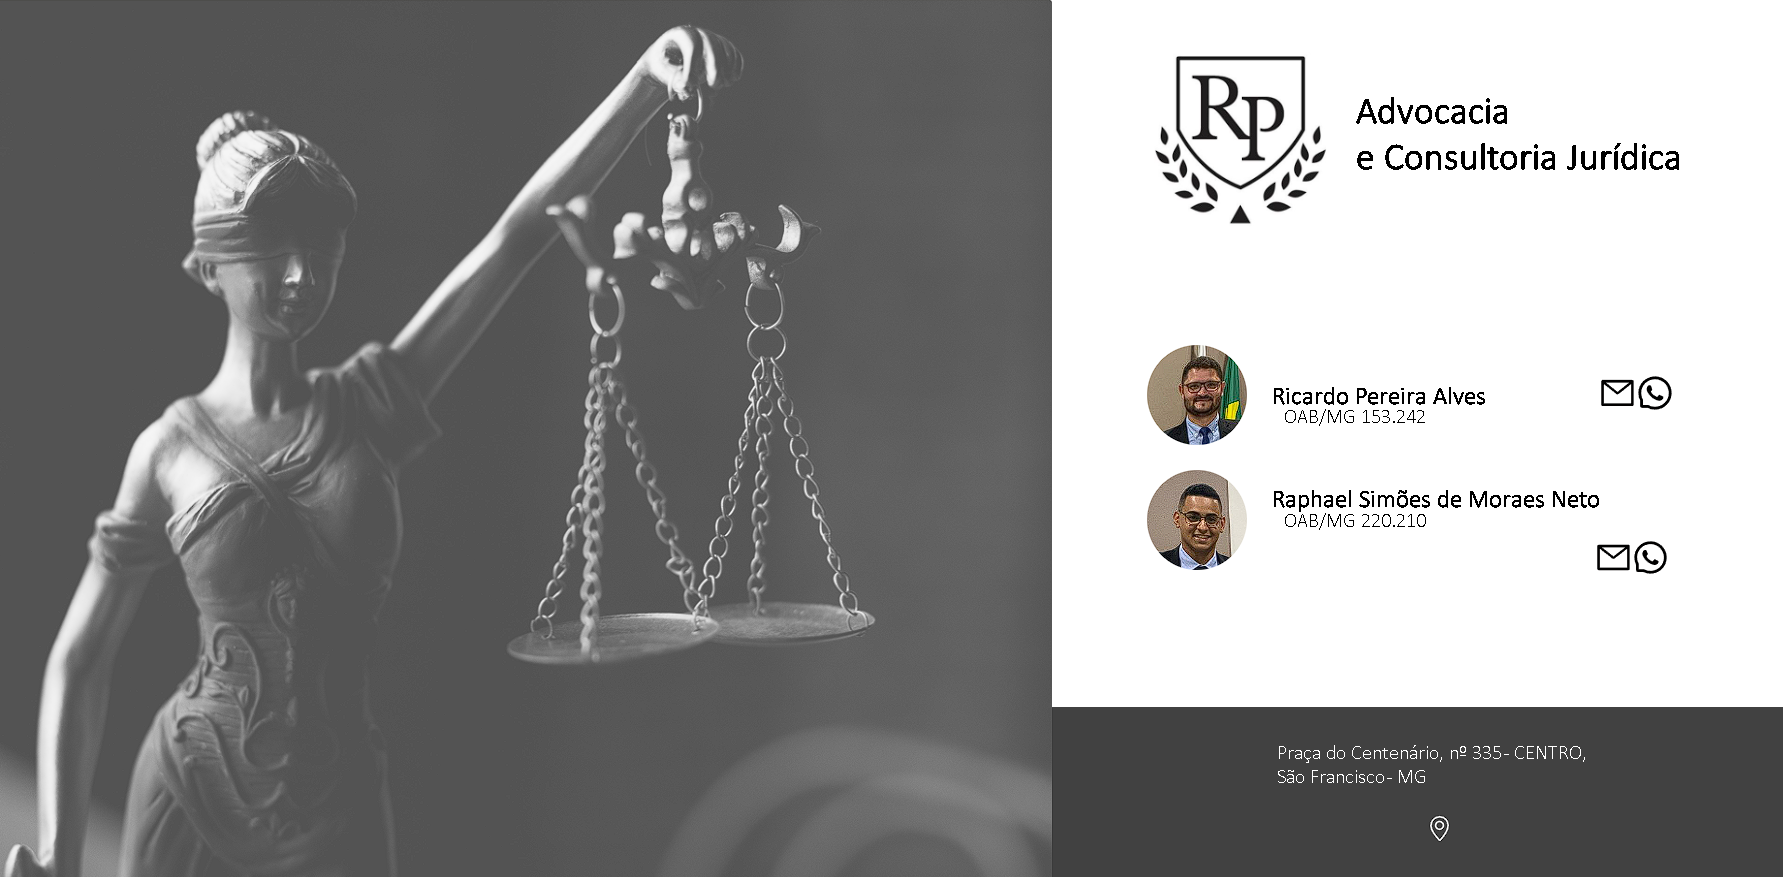 RP
Advocacia
e Consultoria Jurídica
Ricardo Pereira Alves
OAB/MG 153.242
Raphael Simões de Moraes Neto
OAB/MG 220.210
Praça do Centenário, nº 335- CENTRO,
São Francisco- MG